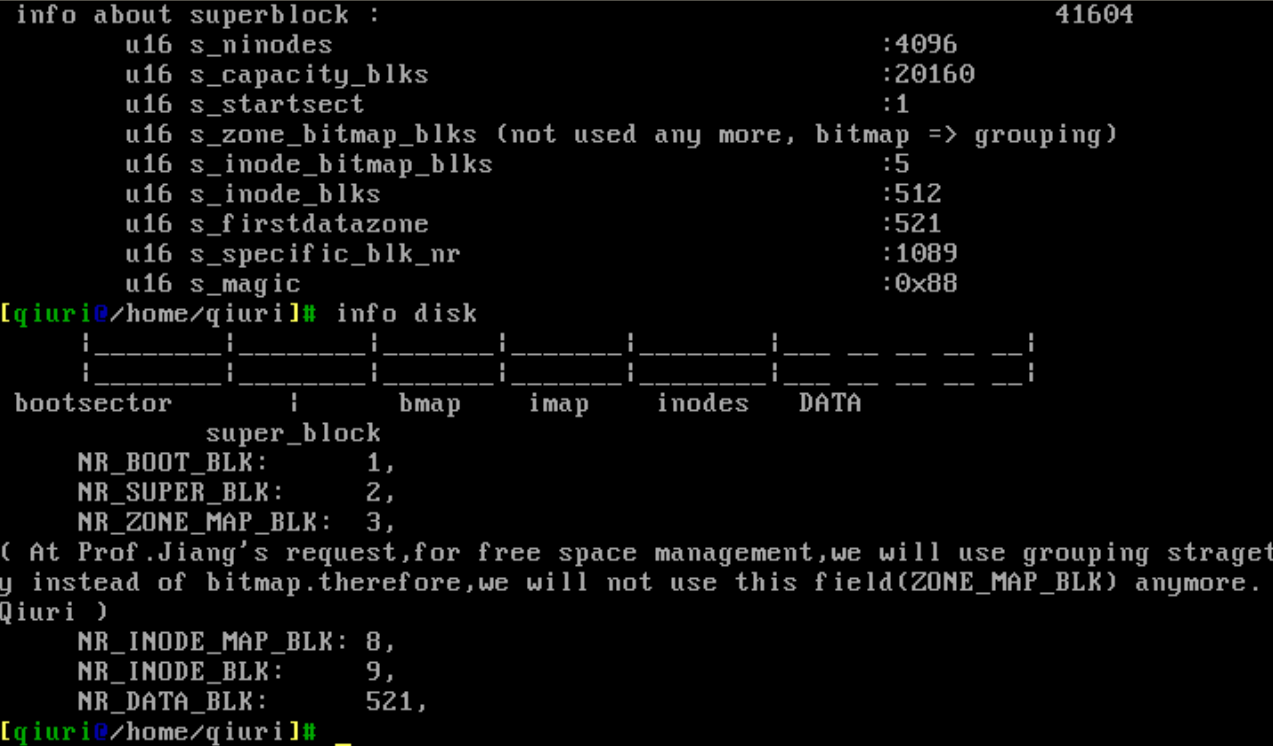 info about superblock : 41604
u16 s_ninodes :4096
u16 s_capacity_blks :20160
u16 s_startsect :1
u16 s_zone_bitmap_blks (not used any more, bitmap => grouping)
u16 s_inode_bitmap_blks :5
u16 s_inode_blks :512
u16 s_firstdatazone :521
u16 s_specific_blk_nr :1089
u16 s_magic :0x88
[qiuri@/home/qiuri]# info disk
¦________¦________¦_______¦_______¦________¦___ __ __ __ __¦
¦________¦________¦_______¦_______¦________¦___ __ __ __ __¦
bootsector ¦ bmap imap inodes DATA
super_block
NR_BOOT_BLK: 1,
NR_SUPER_BLK: 2,
NR_ZONE_MAP_BLK: 3,
( At Prof.Jiang's request,for free space management,we will use grouping straget
y instead of bitmap.therefore,we will not use this field(ZONE_MAP_BLK) anymore.
Qiuri )
NR_INODE_MAP_BLK: 8,
NR_INODE_BLK: 9,
NR_DATA_BLK: 521,
[qiuri@/home/qiuri]# _